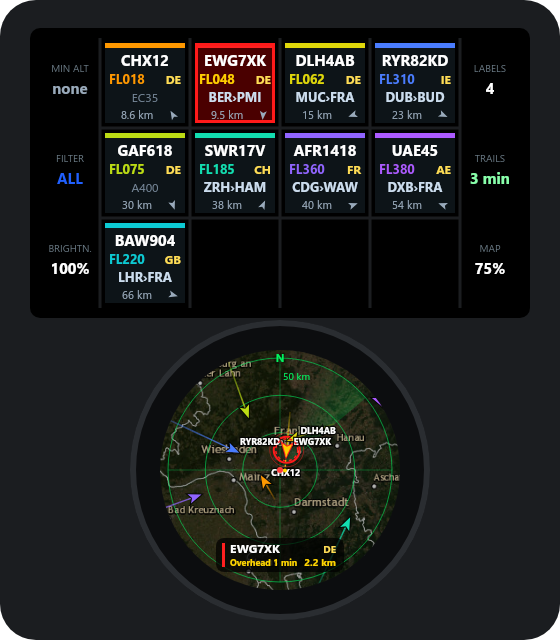 MIN ALT
none
CHX12
FL018 DE
EC35
8.6 km
EWG7XK
FL048 DE
BER›PMI
9.5 km
DLH4AB
FL062 DE
MUC›FRA
15 km
RYR82KD
FL310 IE
DUB›BUD
23 km
LABELS
4
FILTER
ALL
GAF618
FL075 DE
A400
30 km
SWR17V
FL185 CH
ZRH›HAM
38 km
AFR1418
FL360 FR
CDG›WAW
40 km
UAE45
FL380 AE
DXB›FRA
54 km
TRAILS
3 min
BRIGHTN.
100%
BAW904
FL220 GB
LHR›FRA
66 km
MAP
75%
N
50 km
er Lahn
DLH4AB
RYR82KD EWG7XK
Hanau
CHX12
Ascha
Darmstadt
Bad Kreuznach
EWG7XK DE
Overhead 1 min 2.2 km